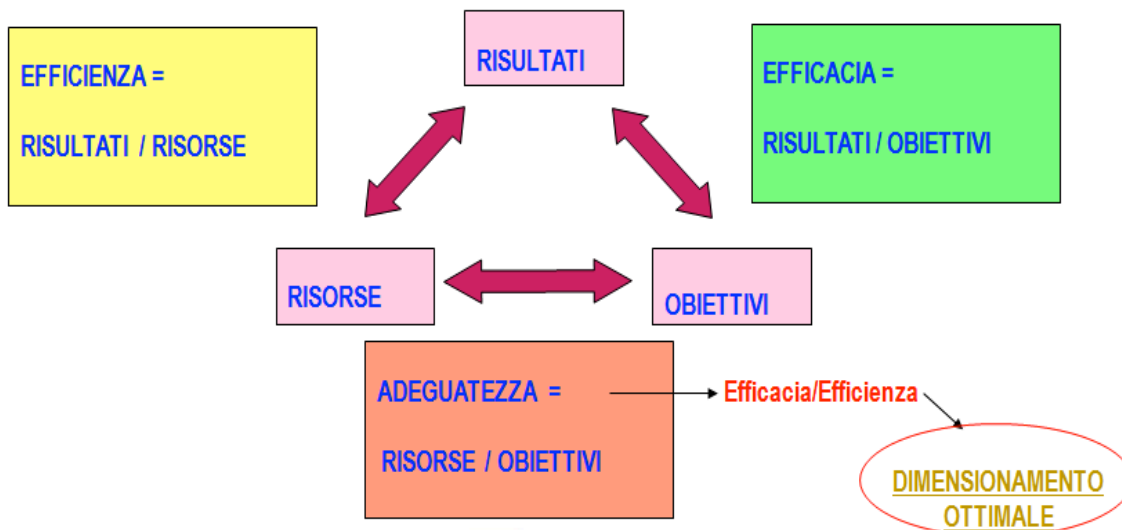 RISULTATI
EFFICIENZA =
RISULTATI / RISORSE
EFFICACIA =
RISULTATI / OBIETTIVI
RISORSE
OBIETTIVI
ADEGUATEZZA =
RISORSE / OBIETTIVI
Efficacia/Efficienza
DIMENSIONAMENTO
OTTIMALE